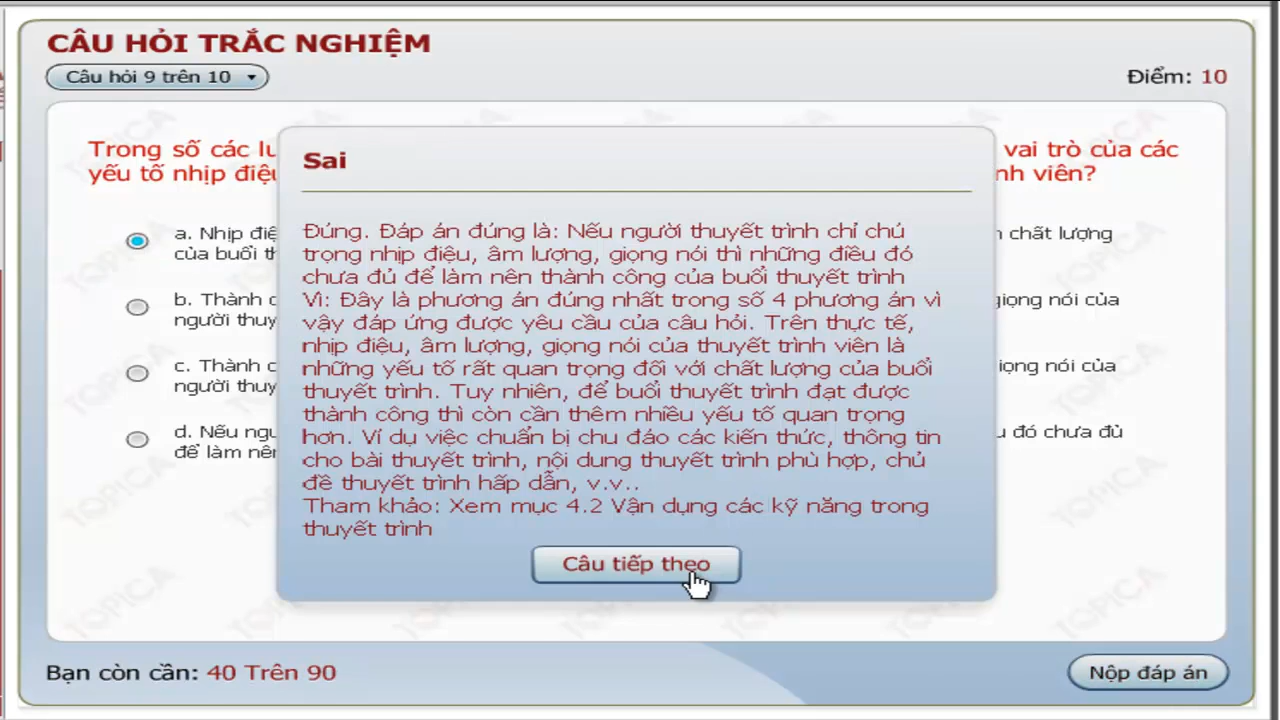 CÂU HỎI TRẮC NGHIỆM
Câu hỏi 9 trên 10
Điểm: 10
Trong số các vai trò của các
yếu tố nhịp điệu viên?
Sai
Đúng. Đáp án đúng là: Nếu người thuyết trình chỉ chú
trọng nhịp điệu, âm lượng, giọng nói thì những điều đó
chưa đủ để làm nên thành công của buổi thuyết trình
Vì: Đây là phương án đúng nhất trong số 4 phương án vì
vậy đáp ứng được yêu cầu của câu hỏi. Trên thực tế,
nhịp điệu, âm lượng, giọng nói của thuyết trình viên là
những yếu tố rất quan trọng đối với chất lượng của buổi
thuyết trình. Tuy nhiên, để buổi thuyết trình đạt được
thành công thì còn cần thêm nhiều yếu tố quan trọng
hơn. Ví dụ việc chuẩn bị chu đáo các kiến thức, thông tin
cho bài thuyết trình, nội dung thuyết trình phù hợp, chủ
đề thuyết trình hấp dẫn, v.v..
Tham khảo: Xem mục 4.2 Vận dụng các kỹ năng trong
thuyết trình
Câu tiếp theo
a. Nhịp chất lượng
của buổi
b. Thành giọng nói của
người
c. Thành giọng nói của
người
d. Nếu đó chưa đủ
để làm
Bạn còn cần: 40 Trên 90
Nộp đáp án